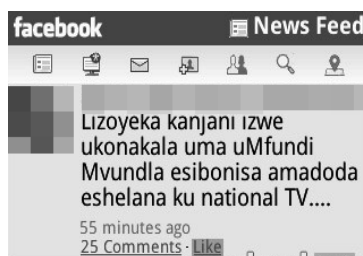 facebook News Feed
Lizoyeka kanjani izwe
ukonakala uma uMfundi
Mvundla esibonisa amadoda
eshelana ku national TV....
55 minutes ago
25 Comments · Like